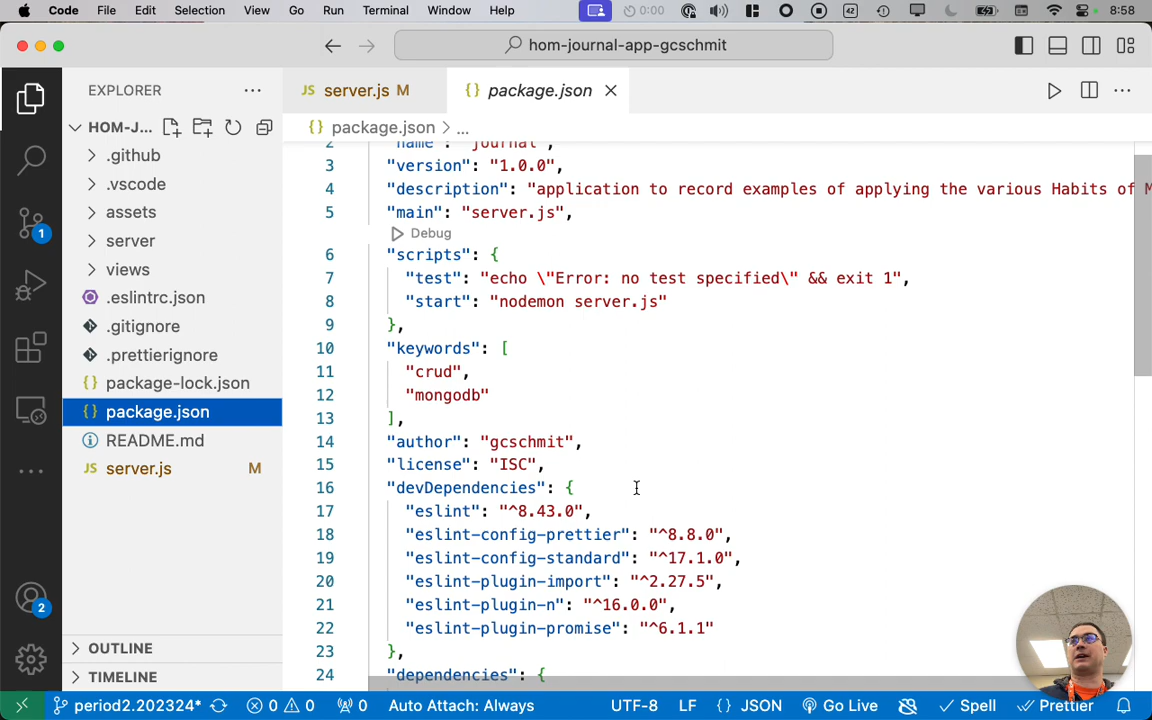 Code File Edit Selection View Go Run Terminal Window Help 0:00 42 8:58
hom-journal-app-gcschmit
EXPLORER
JS server.js M
{} package.json
HOM-J...
{} package.json > ...
.github
.vscode
assets
server
views
.eslintrc.json
.gitignore
.prettierignore
{} package-lock.json
{} package.json
README.md
JS server.js M
OUTLINE
TIMELINE
1
2
2 "name": "journal",
3 "version": "1.0.0",
4 "description": "application to record examples of applying the various Habits of M
5 "main": "server.js",
Debug
6 "scripts": {
7 "test": "echo \"Error: no test specified\" && exit 1",
8 "start": "nodemon server.js"
9 },
10 "keywords": [
11 "crud",
12 "mongodb"
13 ],
14 "author": "gcschmit",
15 "license": "ISC",
16 "devDependencies": {
17 "eslint": "^8.43.0",
18 "eslint-config-prettier": "^8.8.0",
19 "eslint-config-standard": "^17.1.0",
20 "eslint-plugin-import": "^2.27.5",
21 "eslint-plugin-n": "^16.0.0",
22 "eslint-plugin-promise": "^6.1.1"
23 },
24 "dependencies": {
period2.202324* 0 0 0 Auto Attach: Always UTF-8 LF {} JSON Go Live Spell Prettier